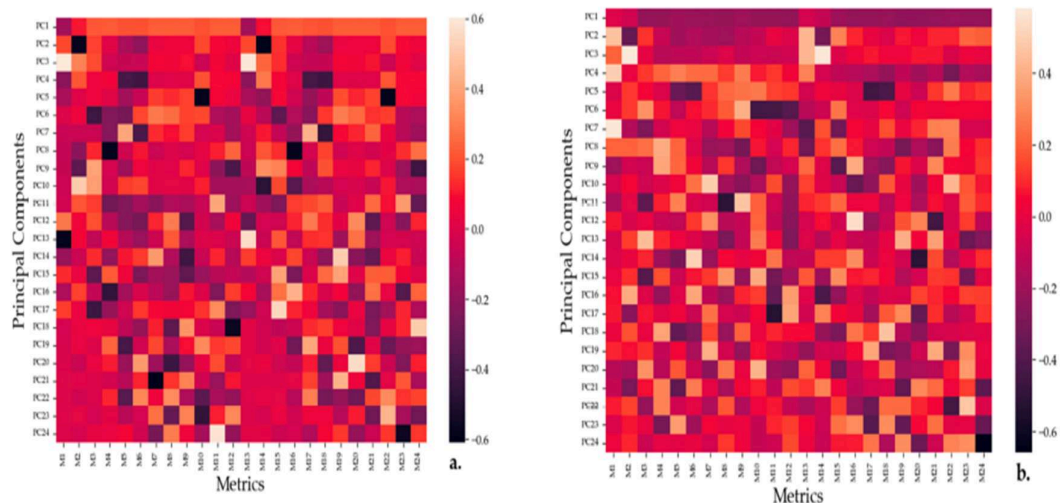 PC1
PC2
PC3
PC4
PC5
PC6
PC7
PC8
PC9
PC10
PC11
PC12
PC13
PC14
PC15
PC16
PC17
PC18
PC19
PC20
PC21
PC22
PC23
PC24
Principal Components
M1 M2 M3 M4 M5 M6 M7 M8 M9 M10 M11 M12 M13 M14 M15 M16 M17 M18 M19 M20 M21 M22 M23 M24
Metrics
0.6
0.4
0.2
0.0
−0.2
−0.4
−0.6
a.
PC1
PC2
PC3
PC4
PC5
PC6
PC7
PC8
PC9
PC10
PC11
PC12
PC13
PC14
PC15
PC16
PC17
PC18
PC19
PC20
PC21
PC22
PC23
PC24
Principal Components
M1 M2 M3 M4 M5 M6 M7 M8 M9 M10 M11 M12 M13 M14 M15 M16 M17 M18 M19 M20 M21 M22 M23 M24
Metrics
0.4
0.2
0.0
−0.2
−0.4
−0.6
b.